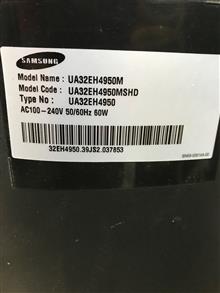 SAMSUNG
Model Name : UA32EH4950M
Model Code : UA32EH4950MSHD
Type No : UA32EH4950
AC100-240V 50/60Hz 60W
32EH4950.39JS2.037853